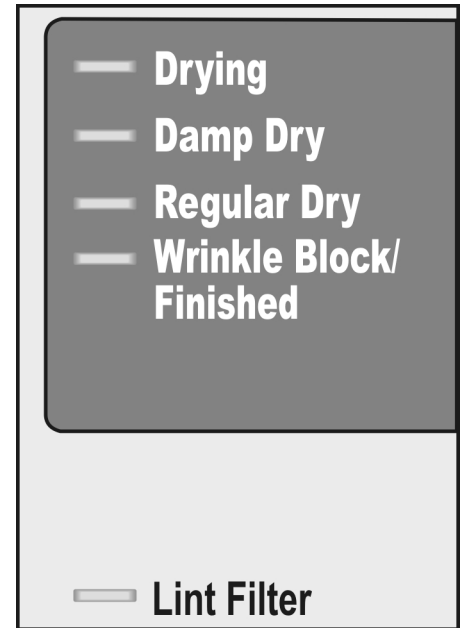 Drying
Damp Dry
Regular Dry
Wrinkle Block/
Finished
Lint Filter